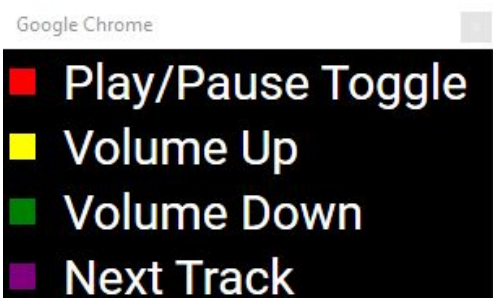 Google Chrome
Play/Pause Toggle
Volume Up
Volume Down
Next Track